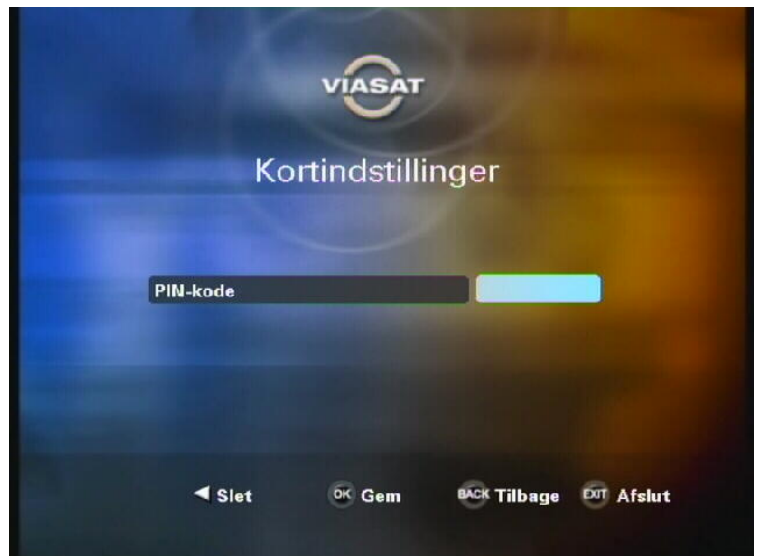 VIASAT
Kortindstillinger
PIN-kode
◄ Slet OK Gem BACK Tilbage EXIT Afslut